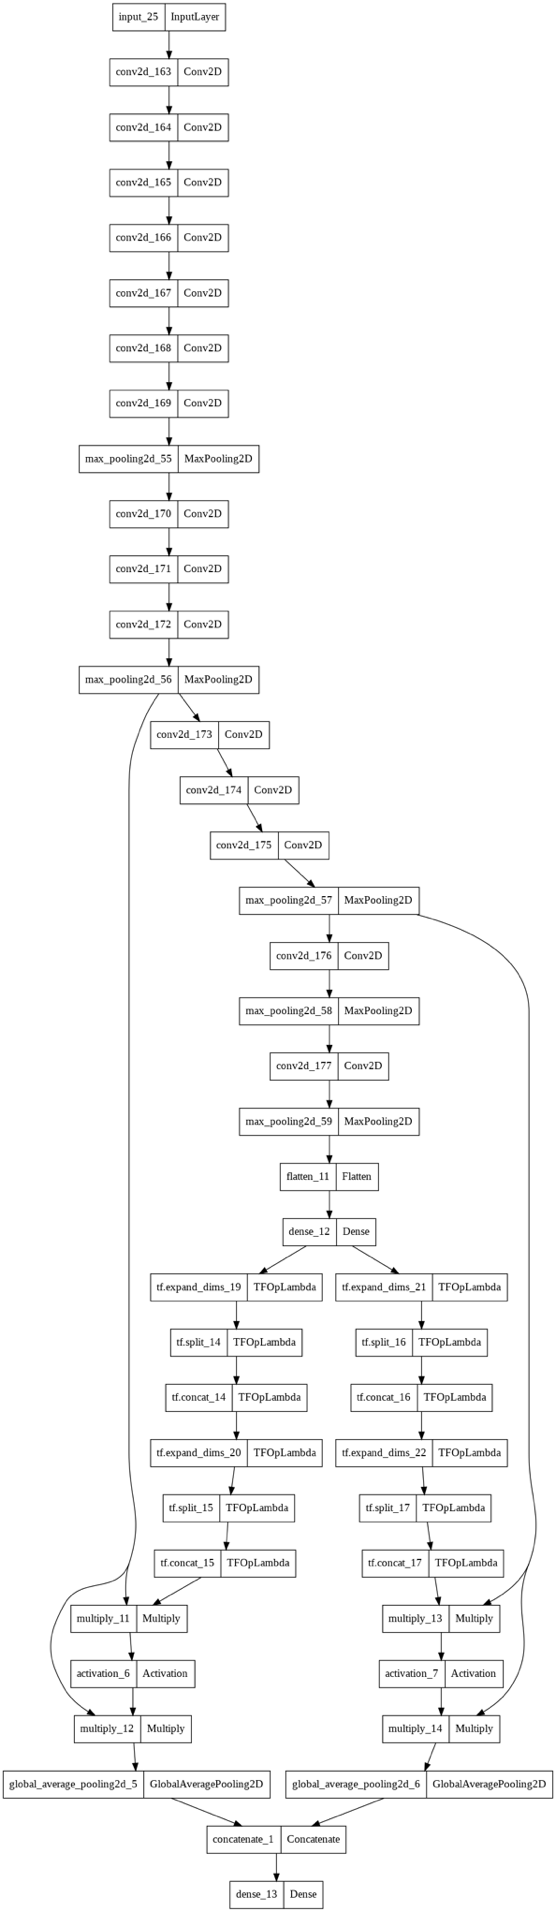 input_25 InputLayer
conv2d_163 Conv2D
conv2d_164 Conv2D
conv2d_165 Conv2D
conv2d_166 Conv2D
conv2d_167 Conv2D
conv2d_168 Conv2D
conv2d_169 Conv2D
max_pooling2d_55 MaxPooling2D
conv2d_170 Conv2D
conv2d_171 Conv2D
conv2d_172 Conv2D
max_pooling2d_56 MaxPooling2D
conv2d_173 Conv2D
conv2d_174 Conv2D
conv2d_175 Conv2D
max_pooling2d_57 MaxPooling2D
conv2d_176 Conv2D
max_pooling2d_58 MaxPooling2D
conv2d_177 Conv2D
max_pooling2d_59 MaxPooling2D
flatten_11 Flatten
dense_12 Dense
tf.expand_dims_19 TFOpLambda tf.expand_dims_21 TFOpLambda
tf.split_14 TFOpLambda tf.split_16 TFOpLambda
tf.concat_14 TFOpLambda tf.concat_16 TFOpLambda
tf.expand_dims_20 TFOpLambda tf.expand_dims_22 TFOpLambda
tf.split_15 TFOpLambda tf.split_17 TFOpLambda
tf.concat_15 TFOpLambda tf.concat_17 TFOpLambda
multiply_11 Multiply multiply_13 Multiply
activation_6 Activation activation_7 Activation
multiply_12 Multiply multiply_14 Multiply
global_average_pooling2d_5 GlobalAveragePooling2D global_average_pooling2d_6 GlobalAveragePooling2D
concatenate_1 Concatenate
dense_13 Dense